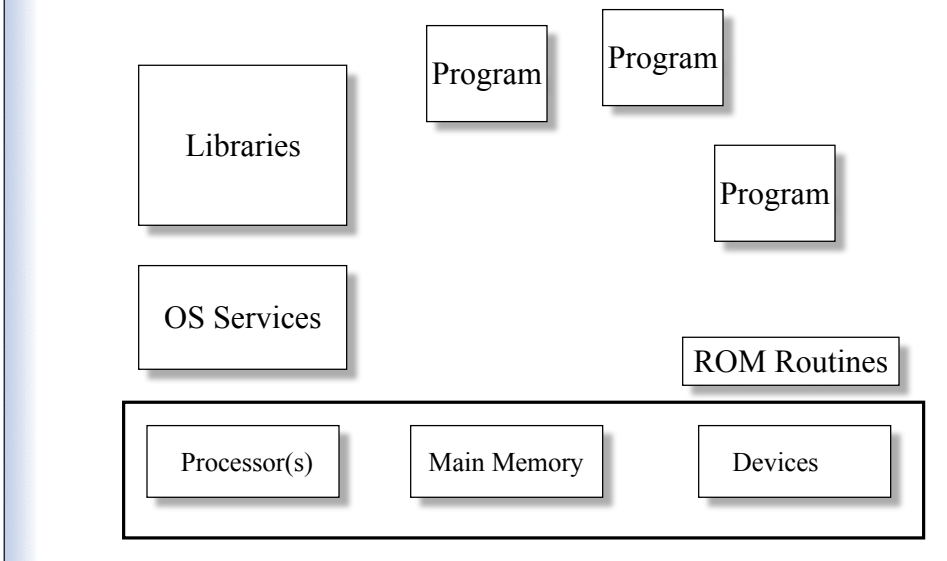 Program
Program
Libraries
Program
OS Services
ROM Routines
Processor(s)
Main Memory
Devices